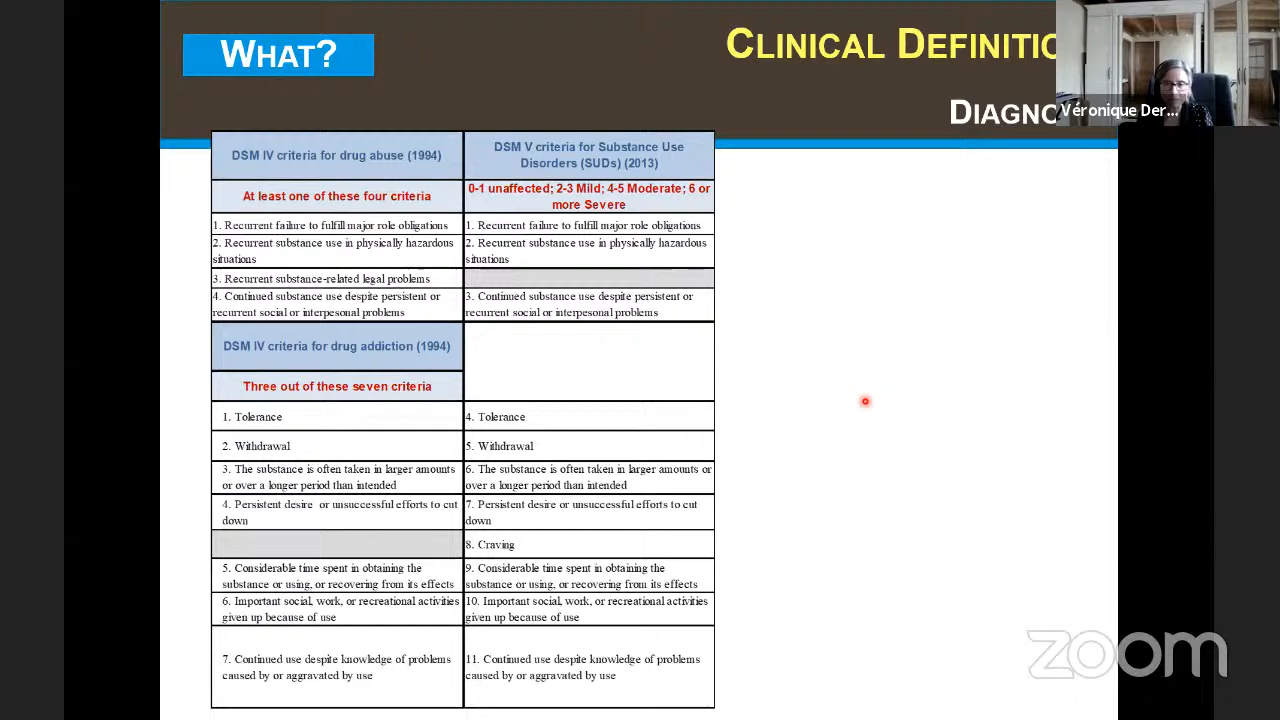 WHAT?
CLINICAL DEFINITIO
DIAGNO
Véronique Der...
DSM IV criteria for drug abuse (1994)
DSM V criteria for Substance Use
Disorders (SUDs) (2013)
At least one of these four criteria
0-1 unaffected; 2-3 Mild; 4-5 Moderate; 6 or
more Severe
1. Recurrent failure to fulfill major role obligations
1. Recurrent failure to fulfill major role obligations
2. Recurrent substance use in physically hazardous
situations
2. Recurrent substance use in physically hazardous
situations
3. Recurrent substance-related legal problems
4. Continued substance use despite persistent or
recurrent social or interpesonal problems
3. Continued substance use despite persistent or
recurrent social or interpesonal problems
DSM IV criteria for drug addiction (1994)
Three out of these seven criteria
1. Tolerance
4. Tolerance
2. Withdrawal
5. Withdrawal
3. The substance is often taken in larger amounts
or over a longer period than intended
6. The substance is often taken in larger amounts or
over a longer period than intended
4. Persistent desire or unsuccessful efforts to cut
down
7. Persistent desire or unsuccessful efforts to cut
down
8. Craving
5. Considerable time spent in obtaining the
substance or using, or recovering from its effects
9. Considerable time spent in obtaining the
substance or using, or recovering from its effects
6. Important social, work, or recreational activities
given up because of use
10. Important social, work, or recreational activities
given up because of use
7. Continued use despite knowledge of problems
caused by or aggravated by use
11. Continued use despite knowledge of problems
caused by or aggravated by use
zoom